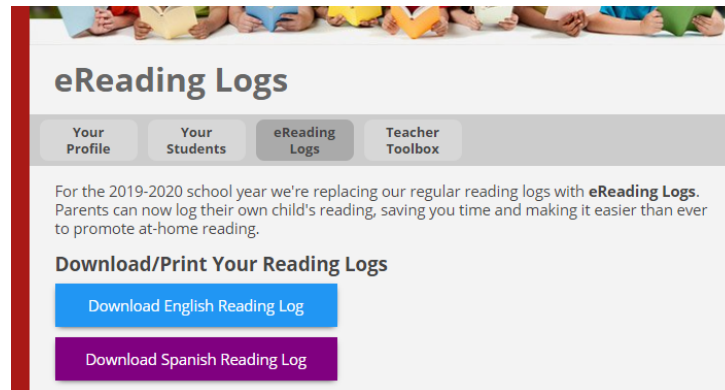 eReading Logs
Your Profile
Your Students
eReading Logs
Teacher Toolbox
For the 2019-2020 school year we're replacing our regular reading logs with eReading Logs.
Parents can now log their own child's reading, saving you time and making it easier than ever
to promote at-home reading.
Download/Print Your Reading Logs
Download English Reading Log
Download Spanish Reading Log